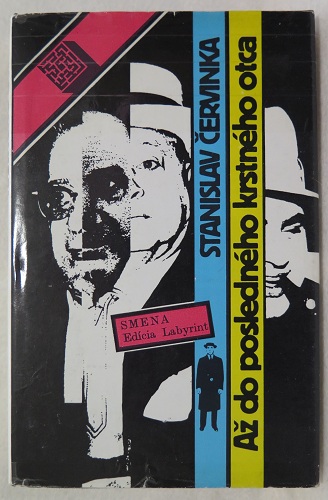 STANISLAV ČERVINKA
Až do posledného krstného otca
SMENA
Edícia Labyrint